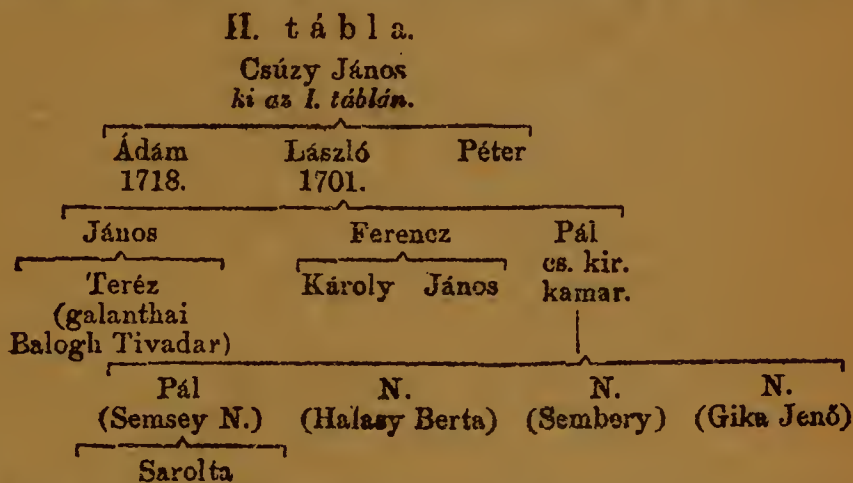 II. tábla.
Csúzy János
ki az I. táblán.
Ádám László Péter
1718. 1701.
János Ferencz Pál
cs. kir.
Teréz Károly János kamar.
(galanthai
Balogh Tivadar)
Pál N. N. N.
(Semsey N.) (Halasy Berta) (Sembery) (Gika Jenő)
Sarolta